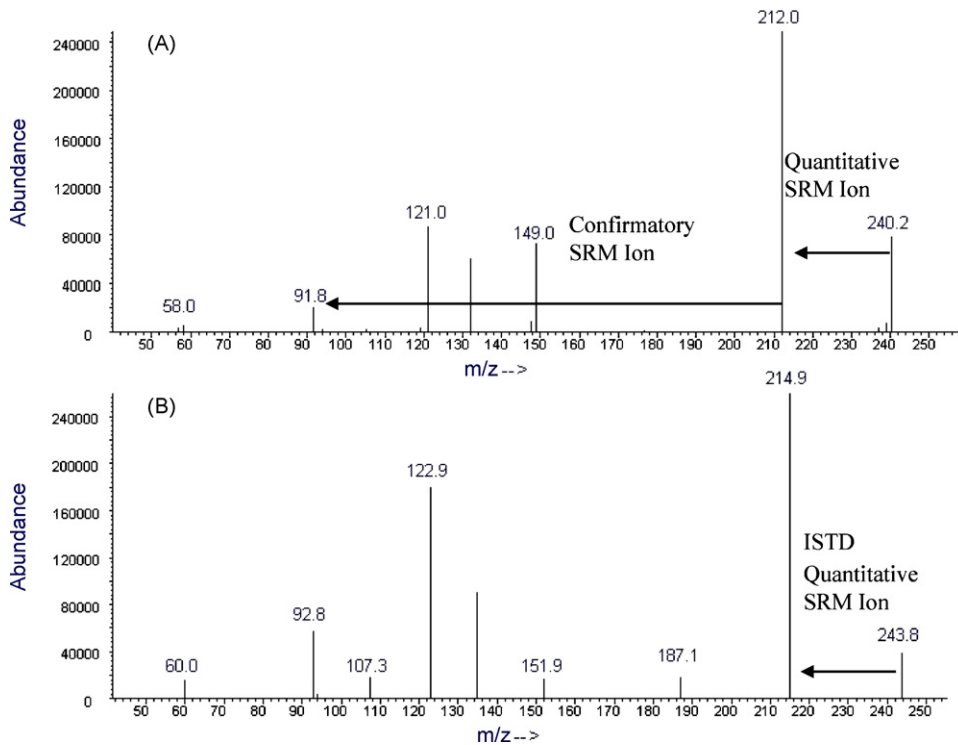 (A)
212.0
240000
200000
160000
120000
80000
40000
0
Abundance
Quantitative
SRM Ion
240.2
121.0
149.0
Confirmatory
SRM Ion
91.8
58.0
50 60 70 80 90 100 110 120 130 140 150 160 170 180 190 200 210 220 230 240 250
m/z-->
(B)
214.9
240000
200000
160000
120000
80000
40000
0
Abundance
122.9
ISTD
Quantitative
SRM Ion
243.8
92.8
60.0
107.3
151.9
187.1
50 60 70 80 90 100 110 120 130 140 150 160 170 180 190 200 210 220 230 240 250
m/z-->